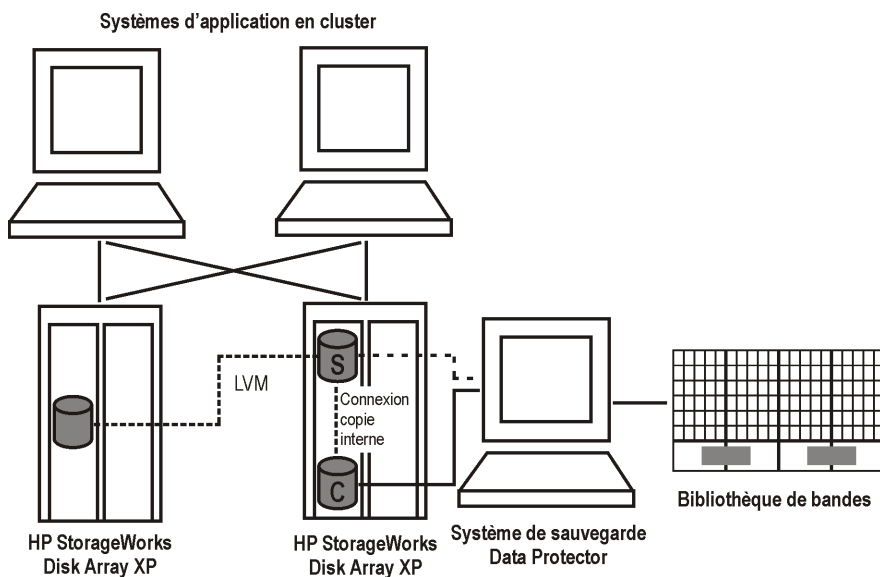 Systèmes d'application en cluster
S
LVM
Connexion
copie
interne
C
HP StorageWorks
Disk Array XP
HP StorageWorks
Disk Array XP
Système de sauvegarde
Data Protector
Bibliothèque de bandes